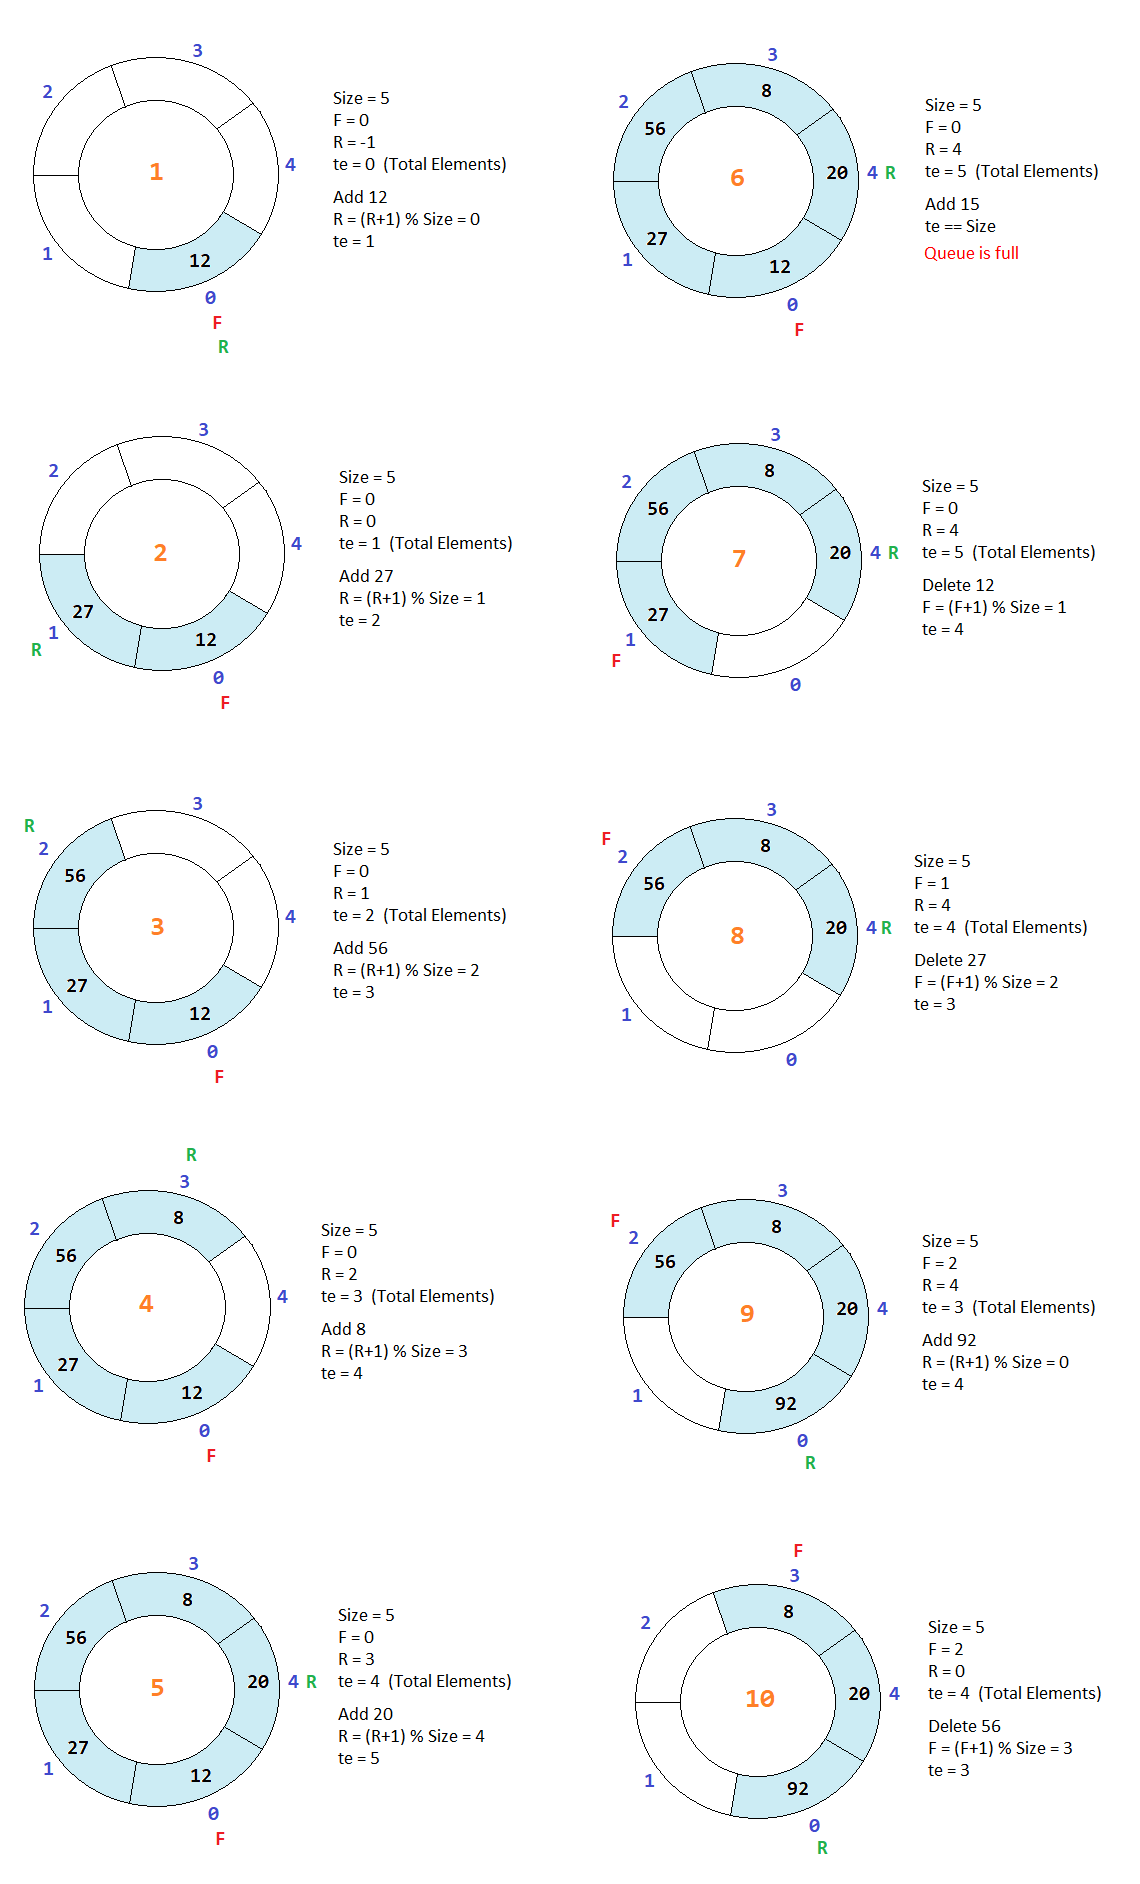 3
2
1
4
1
12
0
F
R
Size = 5
F = 0
R = -1
te = 0  (Total Elements)
Add 12
R = (R+1) % Size = 0
te = 1
3
2
4
2
27
12
1
R
0
F
Size = 5
F = 0
R = 0
te = 1  (Total Elements)
Add 27
R = (R+1) % Size = 1
te = 2
3
R
2
56
4
3
27
12
1
0
F
Size = 5
F = 0
R = 1
te = 2  (Total Elements)
Add 56
R = (R+1) % Size = 2
te = 3
R
3
8
2
56
4
4
27
12
1
0
F
Size = 5
F = 0
R = 2
te = 3  (Total Elements)
Add 8
R = (R+1) % Size = 3
te = 4
3
8
2
56
20
4 R
5
27
12
1
0
F
Size = 5
F = 0
R = 3
te = 4  (Total Elements)
Add 20
R = (R+1) % Size = 4
te = 5
3
8
2
56
20
4 R
6
27
12
1
0
F
Size = 5
F = 0
R = 4
te = 5  (Total Elements)
Add 15
te == Size
Queue is full
3
8
2
56
20
4 R
7
27
1
F
0
Size = 5
F = 0
R = 4
te = 5  (Total Elements)
Delete 12
F = (F+1) % Size = 1
te = 4
3
F
8
2
56
20
4 R
8
1
0
Size = 5
F = 1
R = 4
te = 4  (Total Elements)
Delete 27
F = (F+1) % Size = 2
te = 3
3
F
8
2
56
20
4
9
1
92
0
R
Size = 5
F = 2
R = 4
te = 3  (Total Elements)
Add 92
R = (R+1) % Size = 0
te = 4
F
3
8
2
20
4
10
1
92
0
R
Size = 5
F = 2
R = 0
te = 4  (Total Elements)
Delete 56
F = (F+1) % Size = 3
te = 3